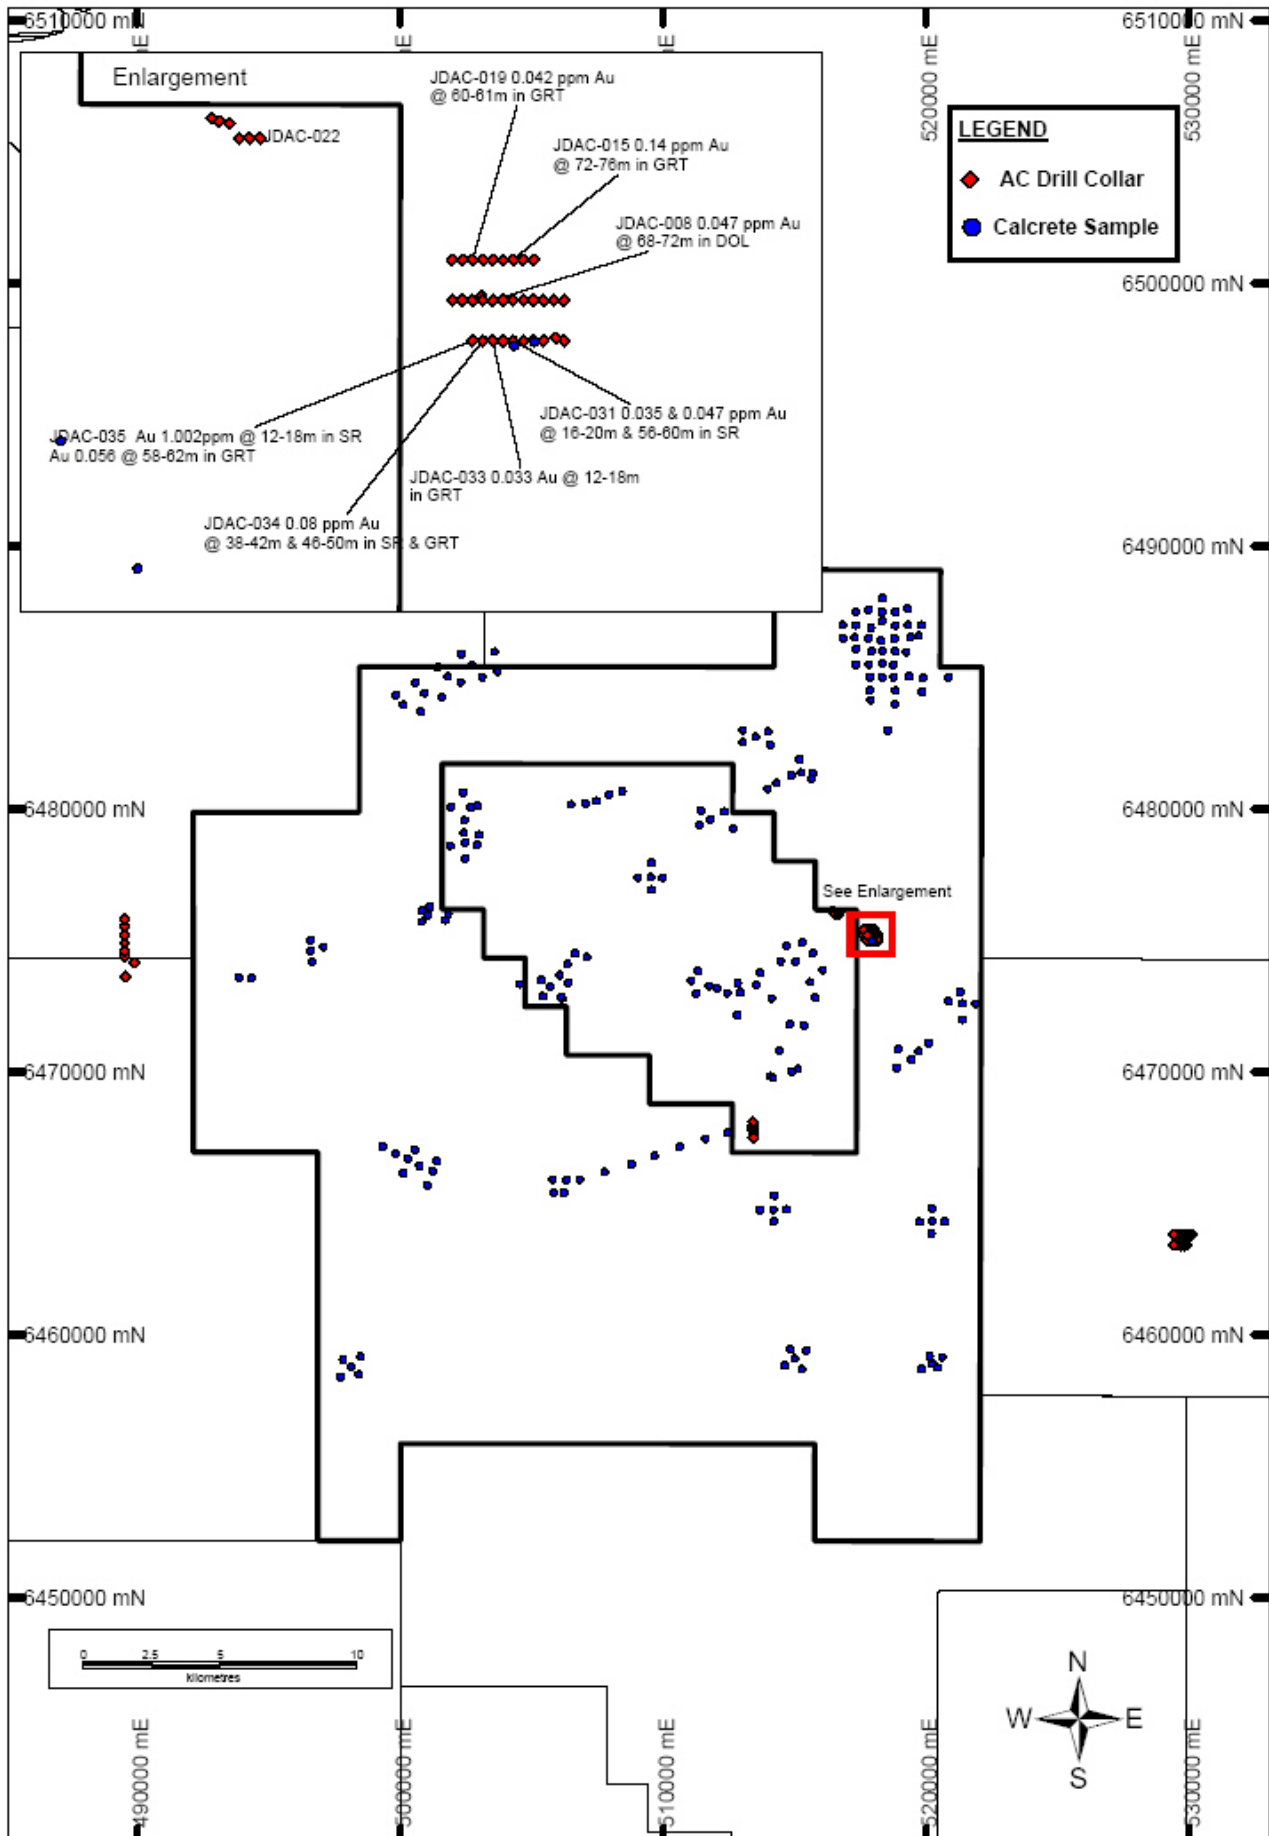 6510000 mN
6510000 mN
mE
mE
mE
520000 mE
530000 mE
Enlargement
JDAC-019 0.042 ppm Au
@ 60-61m in GRT
JDAC-022
JDAC-015 0.14 ppm Au
@ 72-76m in GRT
JDAC-008 0.047 ppm Au
@ 68-72m in DOL
JDAC-031 0.035 & 0.047 ppm Au
@ 16-20m & 56-60m in SR
JDAC-035 Au 1.002ppm @ 12-18m in SR
Au 0.056 @ 58-62m in GRT
JDAC-033 0.033 Au @ 12-18m
in GRT
JDAC-034 0.08 ppm Au
@ 38-42m & 46-50m in SR & GRT
LEGEND
AC Drill Collar
Calcrete Sample
6500000 mN
6490000 mN
6480000 mN
6480000 mN
See Enlargement
6470000 mN
6470000 mN
6460000 mN
6460000 mN
6450000 mN
6450000 mN
0 2.5 5 10
kilometres
N
W E
S
490000 mE
500000 mE
510000 mE
520000 mE
530000 mE